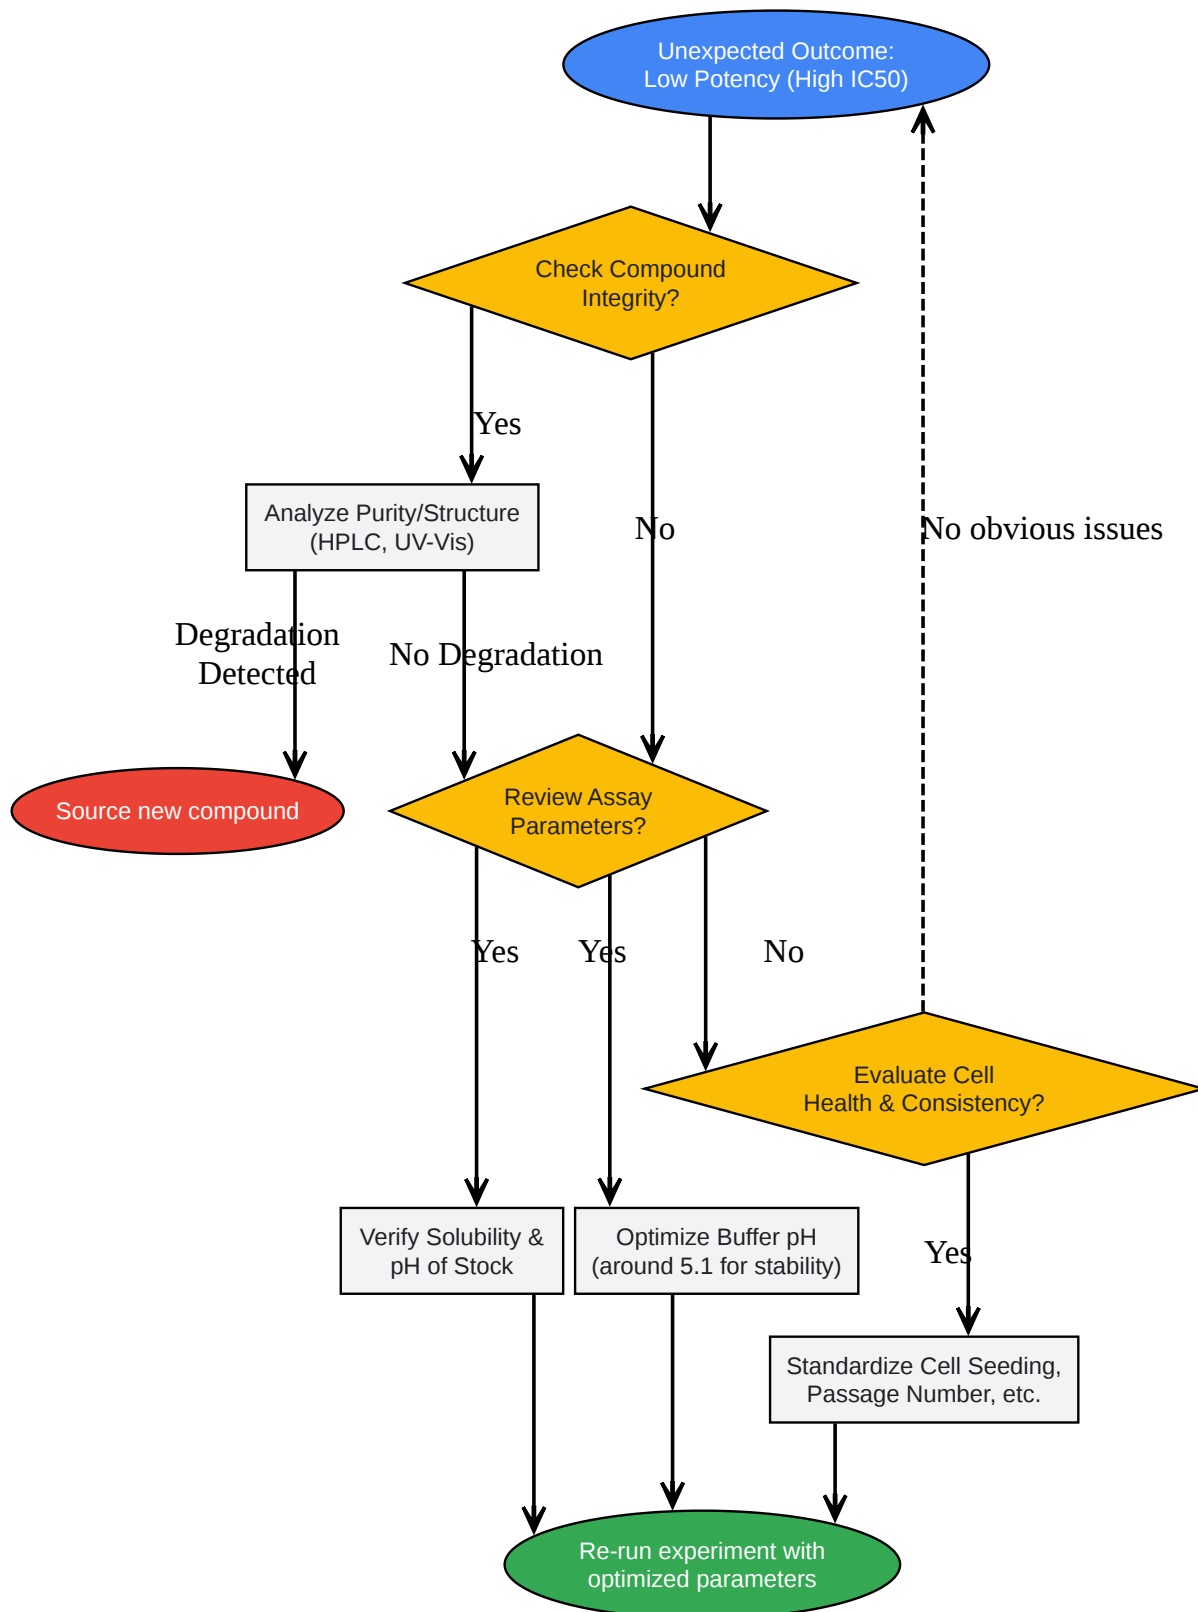 Unexpected Outcome:
Low Potency (High IC50)
Check Compound
Integrity?
Yes
Analyze Purity/Structure
(HPLC, UV-Vis)
No
No obvious issues
Degradation
Detected
No Degradation
Source new compound
Review Assay
Parameters?
Yes
Yes
No
Evaluate Cell
Health & Consistency?
Verify Solubility &
pH of Stock
Optimize Buffer pH
(around 5.1 for stability)
Yes
Standardize Cell Seeding,
Passage Number, etc.
Re-run experiment with
optimized parameters